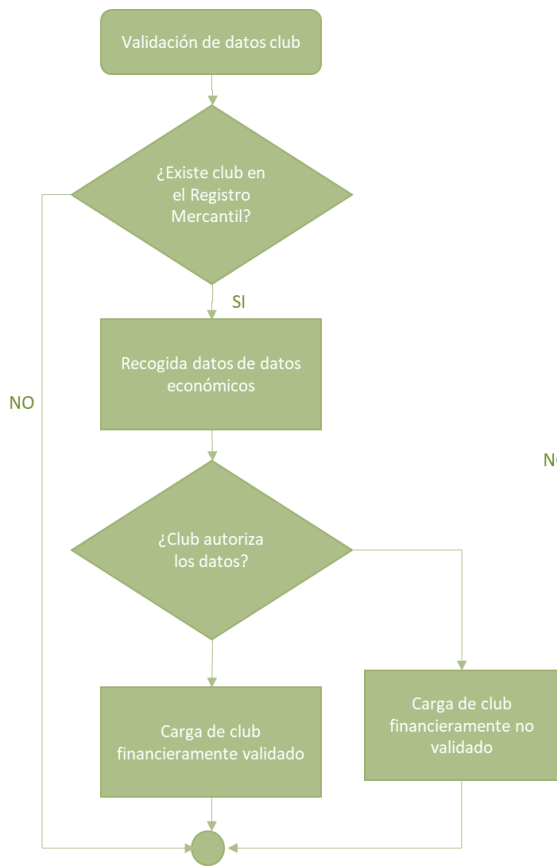 Validación de datos club
¿Existe club en
el Registro
Mercantil?
SI
Recogida datos de datos
económicos
NO
¿Club autoriza
los datos?
Carga de club
financieramente validado
Carga de club
financieramente no
validado